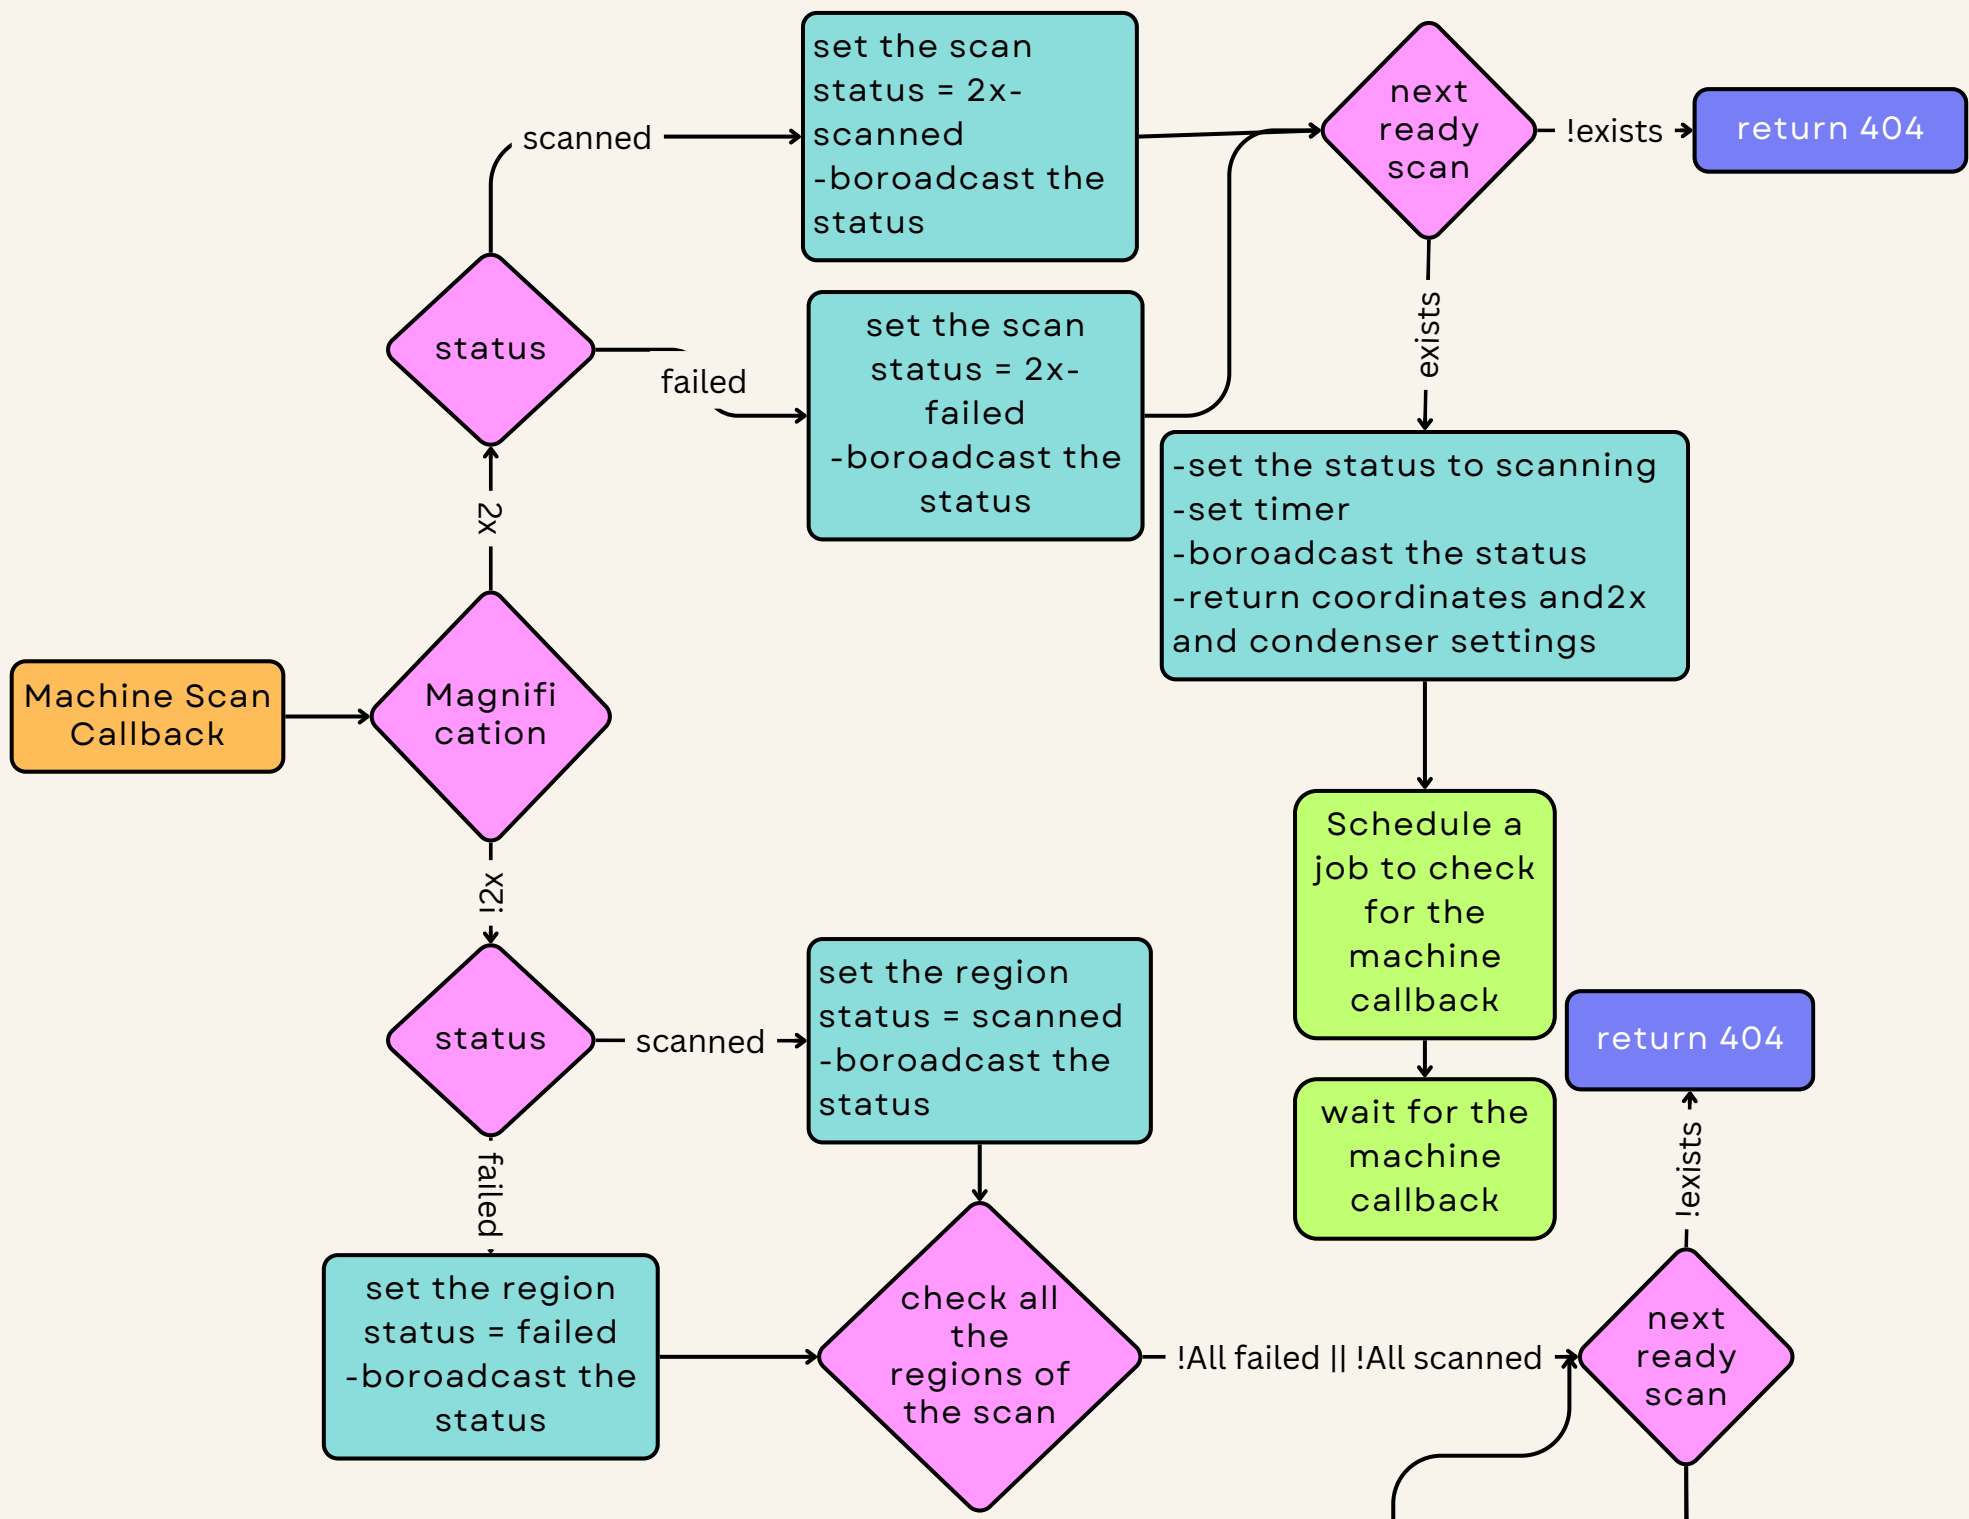 set the scan
status = 2x-
scanned
-boroadcast the
status
next
ready
scan
!exists
return 404
scanned
status
failed
set the scan
status = 2x-
failed
-boroadcast the
status
exists
-set the status to scanning
-set timer
-boroadcast the status
-return coordinates and2x
and condenser settings
2x
Machine Scan
Callback
Magnifi
cation
!2x
Schedule a
job to check
for the
machine
callback
status
scanned
set the region
status = scanned
-boroadcast the
status
return 404
wait for the
machine
callback
!exists
failed
set the region
status = failed
-boroadcast the
status
check all
the
regions of
the scan
!All failed || !All scanned
next
ready
scan